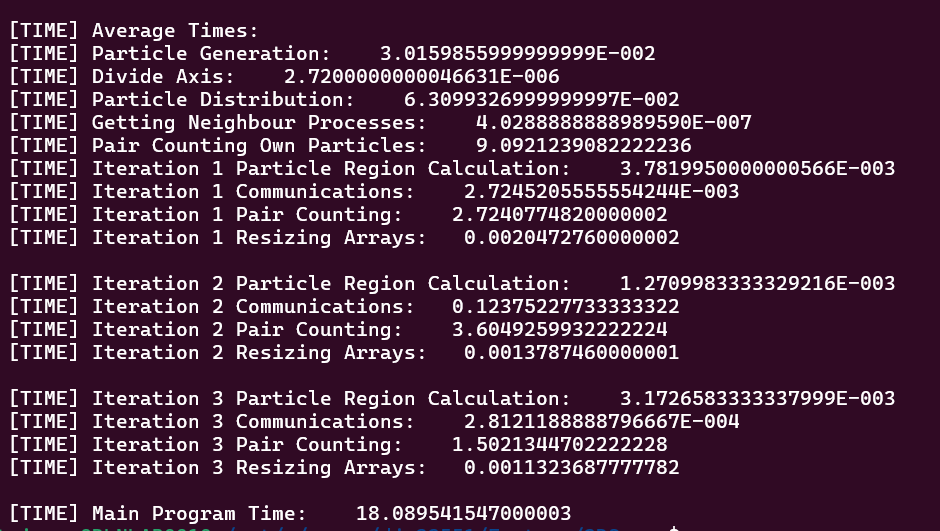 [TIME] Average Times:
[TIME] Particle Generation:    3.0159855999999999E-002
[TIME] Divide Axis:    2.7200000000046631E-006
[TIME] Particle Distribution:    6.3099326999999997E-002
[TIME] Getting Neighbour Processes:    4.0288888888989590E-007
[TIME] Pair Counting Own Particles:    9.0921239082222236
[TIME] Iteration 1 Particle Region Calculation:    3.7819950000000566E-003
[TIME] Iteration 1 Communications:    2.7245205555554244E-003
[TIME] Iteration 1 Pair Counting:    2.7240774820000002
[TIME] Iteration 1 Resizing Arrays:   0.0020472760000002
[TIME] Iteration 2 Particle Region Calculation:    1.2709983333329216E-003
[TIME] Iteration 2 Communications:   0.12375227733333322
[TIME] Iteration 2 Pair Counting:    3.6049259932222224
[TIME] Iteration 2 Resizing Arrays:   0.0013787460000001
[TIME] Iteration 3 Particle Region Calculation:    3.1726583333337999E-003
[TIME] Iteration 3 Communications:    2.8121188888796667E-004
[TIME] Iteration 3 Pair Counting:    1.5021344702222228
[TIME] Iteration 3 Resizing Arrays:   0.0011323687777782
[TIME] Main Program Time:    18.089541547000003